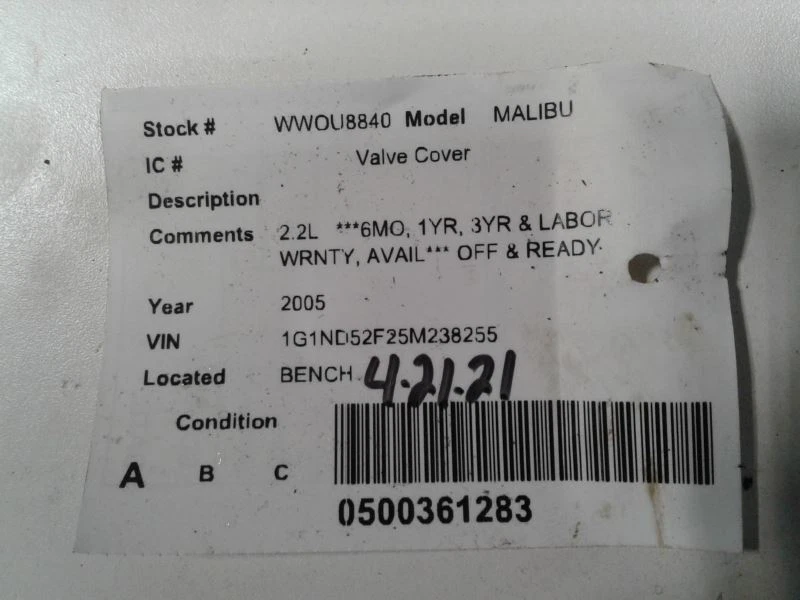 Stock # WWOU8840 Model MALIBU
IC # Valve Cover
Description
Comments 2.2L ***6MO, 1YR, 3YR & LABOR
WRNTY, AVAIL*** OFF & READY
Year 2005
VIN 1G1ND52F25M238255
Located BENCH 4.21.21
Condition
A B C
0500361283